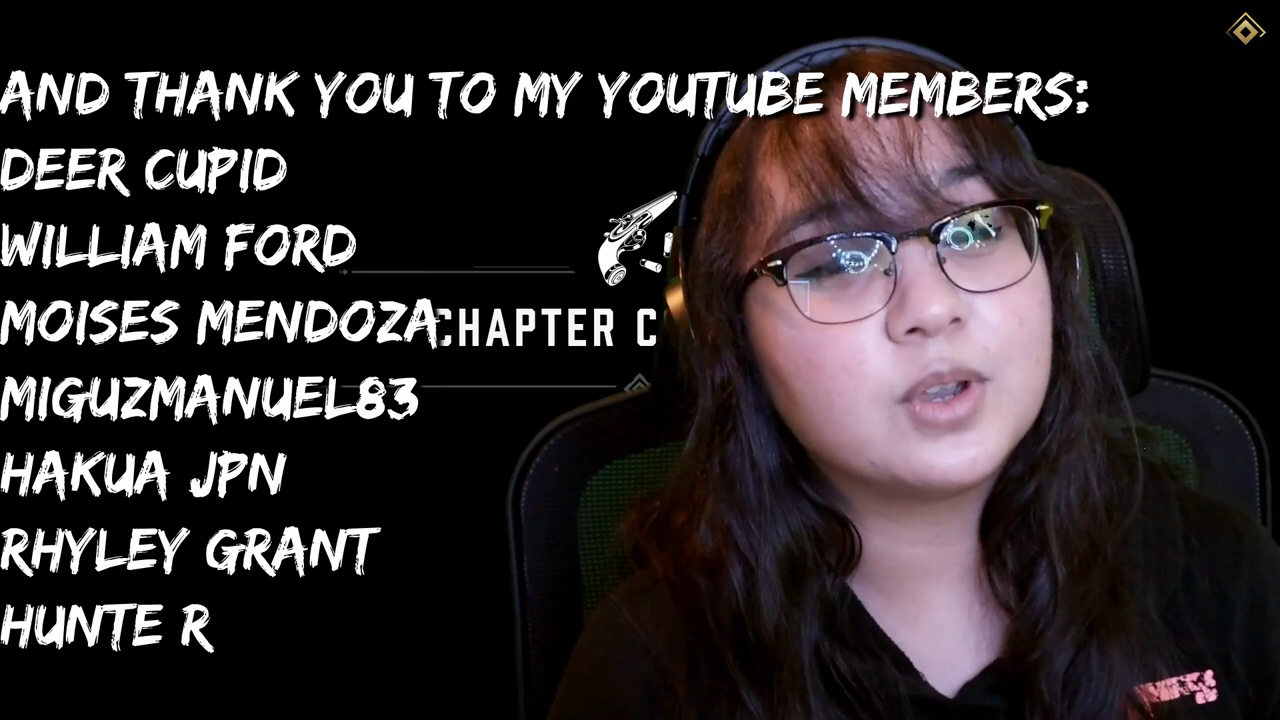 AND THANK YOU TO MY YOUTUBE MEMBERS:
DEER CUPID
WILLIAM FORD
MOISES MENDOZA
CHAPTER C
MIGUZMANUEL83
HAKUA JPN
RHYLEY GRANT
HUNTE R